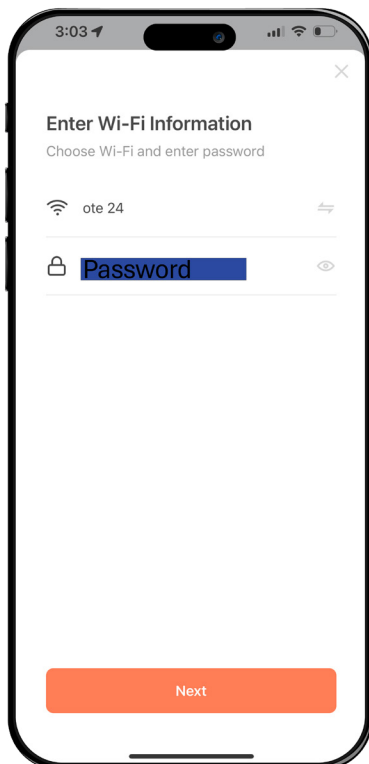 3:03
Enter Wi-Fi Information
Choose Wi-Fi and enter password
ote 24
Password
Next